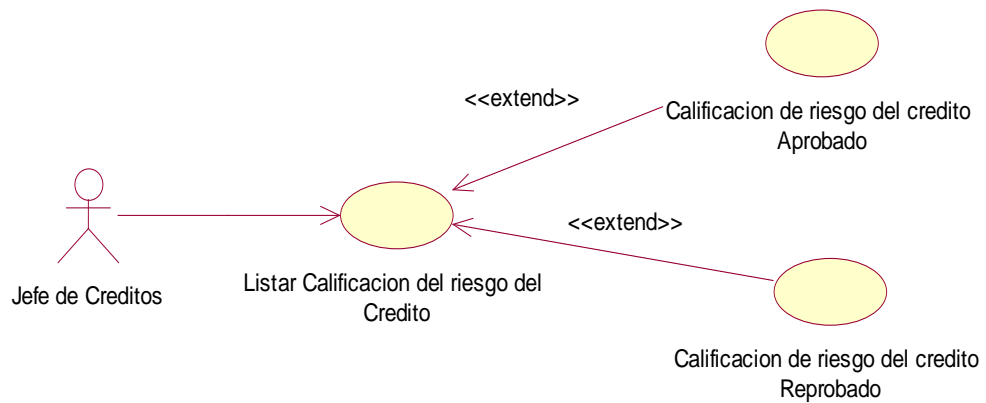 <<extend>>
Calificacion de riesgo del credito
Aprobado
<<extend>>
Jefe de Creditos
Listar Calificacion del riesgo del
Credito
Calificacion de riesgo del credito
Reprobado